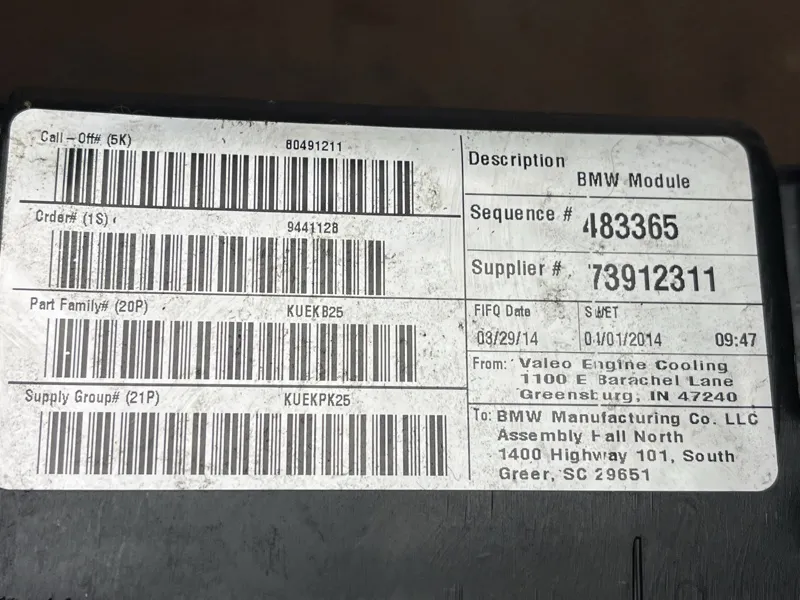 Call-Off# (5K) 80491211
Order# (1S) 9441128
Part Family# (20P) KUEKB25
Supply Group# (21P) KUEKPK25
Description
BMW Module
Sequence # 483365
Supplier # 73912311
FIFO Date
03/29/14
SWET
04/01/2014 09:47
From: Valeo Engine Cooling
1100 E Barachel Lane
Greensburg, IN 47240
To: BMW Manufacturing Co. LLC
Assembly Hall North
1400 Highway 101, South
Greer, SC 29651